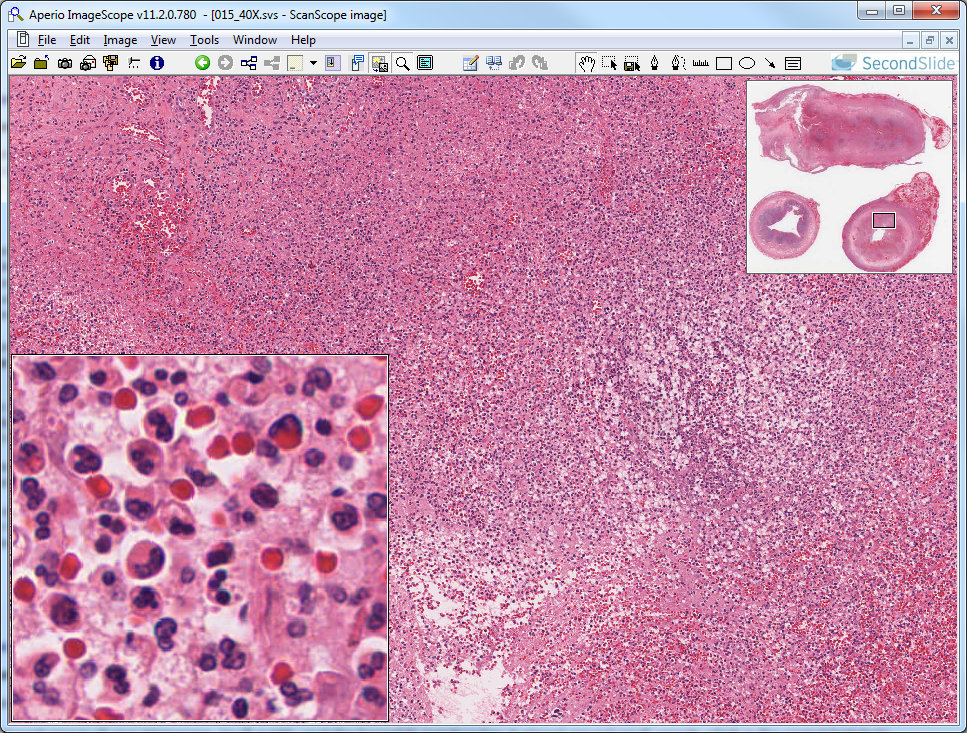 Aperio ImageScope v11.2.0.780 - [015_40X.svs - ScanScope image]
File Edit Image View Tools Window Help
SecondSlide